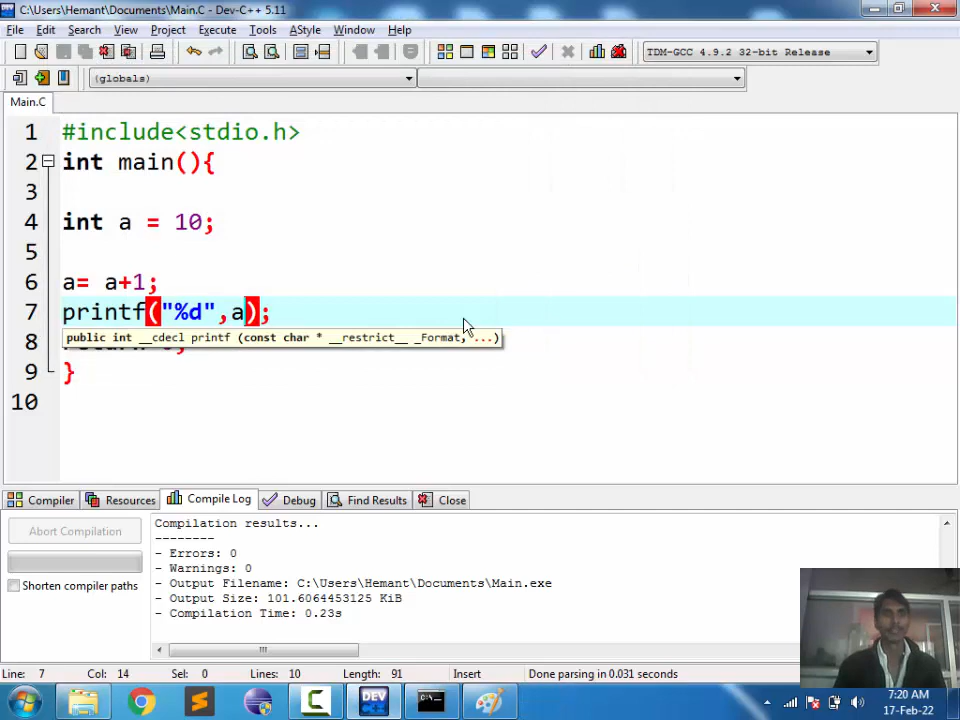 C:\Users\Hemant\Documents\Main.C - Dev-C++ 5.11
File Edit Search View Project Execute Tools AStyle Window Help
TDM-GCC 4.9.2 32-bit Release
(globals)
Main.C
1 #include<stdio.h>
2 int main(){
3
4 int a = 10;
5
6 a= a+1;
7 printf("%d",a);
public int __cdecl printf (const char * __restrict__ _Format, ...)
8
9 }
10
Compiler Resources Compile Log Debug Find Results Close
Abort Compilation
Shorten compiler paths
Compilation results...
--------
- Errors: 0
- Warnings: 0
- Output Filename: C:\Users\Hemant\Documents\Main.exe
- Output Size: 101.6064453125 KiB
- Compilation Time: 0.23s
Line: 7 Col: 14 Sel: 0 Lines: 10 Length: 91 Insert Done parsing in 0.031 seconds
DEV
7:20 AM
17-Feb-22